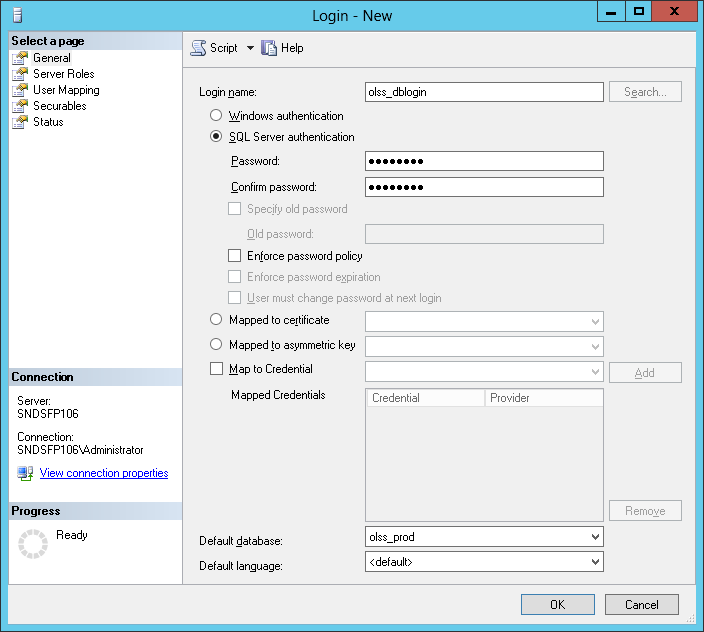 Login - New
Select a page
General
Server Roles
User Mapping
Securables
Status
Script
Help
Login name:
olss_dblogin
Search...
Windows authentication
SQL Server authentication
Password:
●●●●●●●●
Confirm password:
●●●●●●●●
Specify old password
Old password:
Enforce password policy
Enforce password expiration
User must change password at next login
Mapped to certificate
Mapped to asymmetric key
Map to Credential
Add
Mapped Credentials
Credential
Provider
Remove
Default database:
olss_prod
Default language:
<default>
Connection
Server:
SNDSFP106
Connection:
SNDSFP106\Administrator
View connection properties
Progress
Ready
OK
Cancel